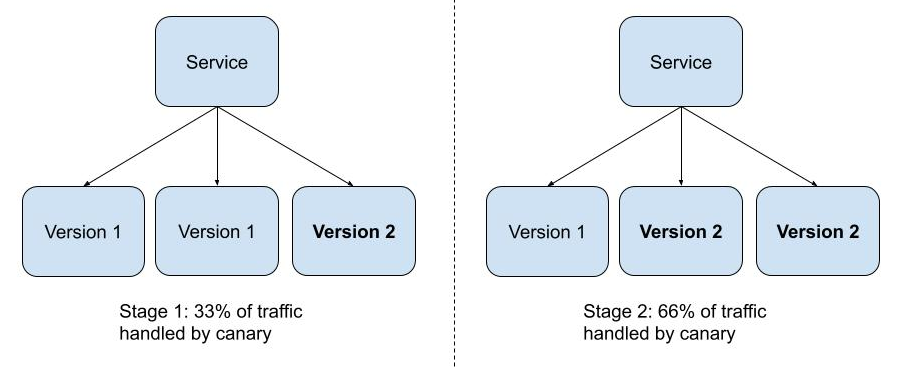 Service
Version 1
Version 1
Version 2
Stage 1: 33% of traffic
handled by canary
Service
Version 1
Version 2
Version 2
Stage 2: 66% of traffic
handled by canary